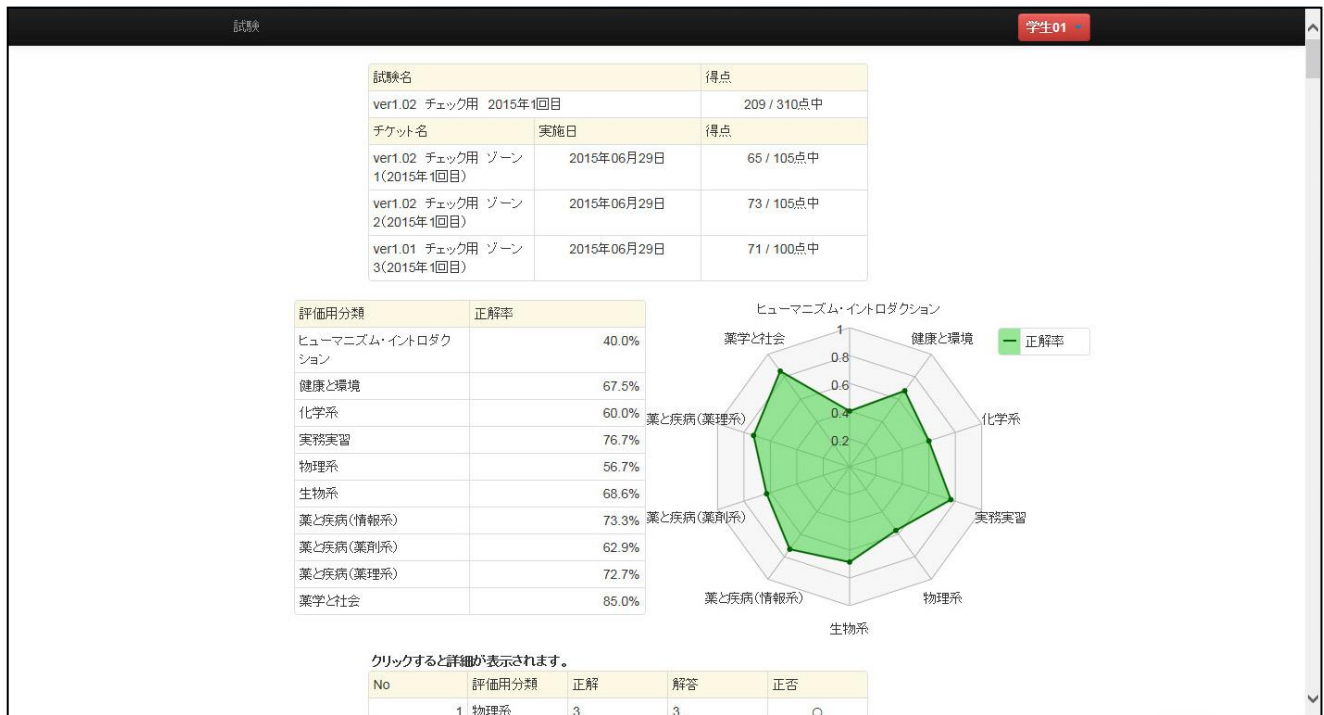 試験 学生01
試験名 得点
ver1.02 チェック用 2015年1回目 209 / 310点中
チケット名 実施日 得点
ver1.02 チェック用 ゾーン 2015年06月29日 65 / 105点中
1(2015年1回目)
ver1.02 チェック用 ゾーン 2015年06月29日 73 / 105点中
2(2015年1回目)
ver1.01 チェック用 ゾーン 2015年06月29日 71 / 100点中
3(2015年1回目)
評価用分類 正解率
ヒューマニズム・イントロダク 40.0%
ション
健康と環境 67.5%
化学系 60.0%
実務実習 76.7%
物理系 56.7%
生物系 68.6%
薬と疾病(情報系) 73.3%
薬と疾病(薬剤系) 62.9%
薬と疾病(薬理系) 72.7%
薬学と社会 85.0%
ヒューマニズム・イントロダクション
薬学と社会 1 健康と環境 正解率
0.8
0.6
薬と疾病(薬理系) 0.4 化学系
0.2
薬と疾病(薬剤系) 実務実習
薬と疾病(情報系) 物理系
生物系
クリックすると詳細が表示されます。
No 評価用分類 正解 解答 正否
1 物理系 3 3 ○